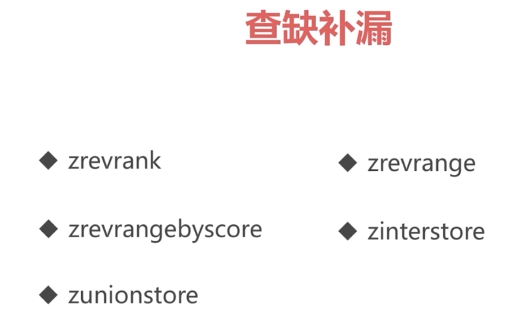 查缺补漏
◆ zrevrank
◆ zrevrange
◆ zrevrangebyscore
◆ zinterstore
◆ zunionstore